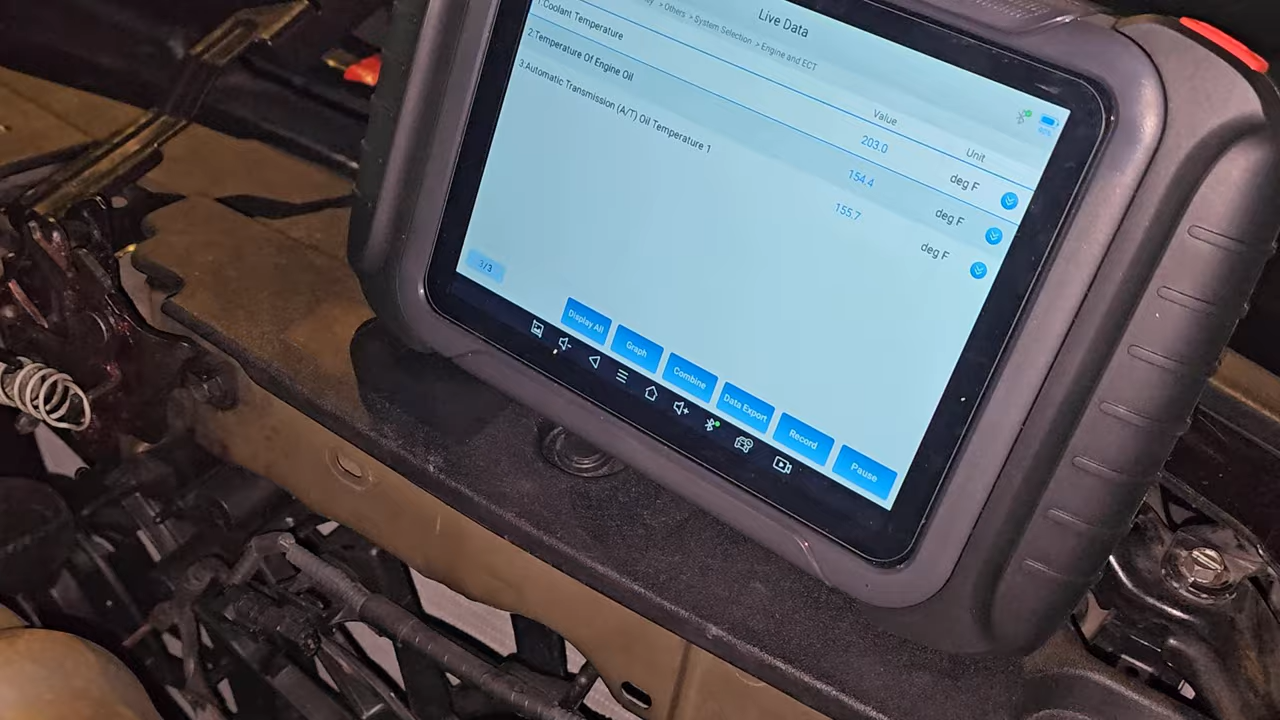 Live Data
> Others > System Selection > Engine and ECT
Value
Unit
1:Coolant Temperature
203.0
deg F
2:Temperature Of Engine Oil
154.4
deg F
3:Automatic Transmission (A/T) Oil Temperature 1
155.7
deg F
3/3
Display All
Graph
Combine
Data Export
Record
Pause